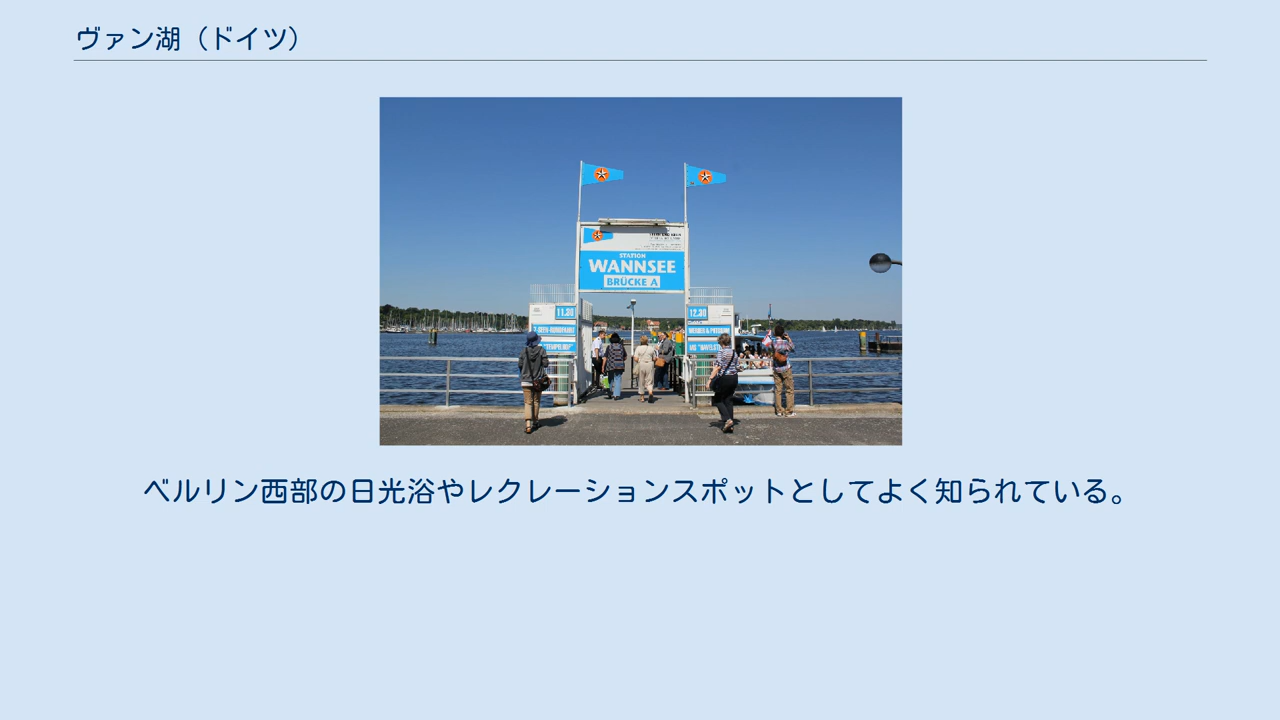 ヴァン湖（ドイツ）
STATION
WANNSEE
BRÜCKE A
11.30
12.30
ベルリン西部の日光浴やレクレーションスポットとしてよく知られている。